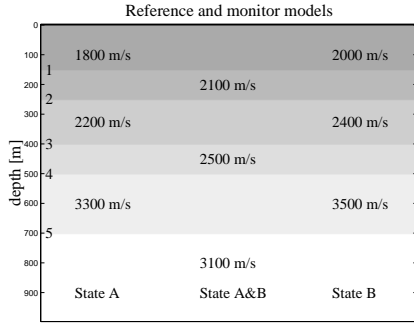 Reference and monitor models
0
100
1800 m/s 2000 m/s
1
2100 m/s
200
2
300
2200 m/s 2400 m/s
400
3
2500 m/s
500
4
600
3300 m/s 3500 m/s
700
5
800
3100 m/s
900
State A State A&B State B
depth [m]